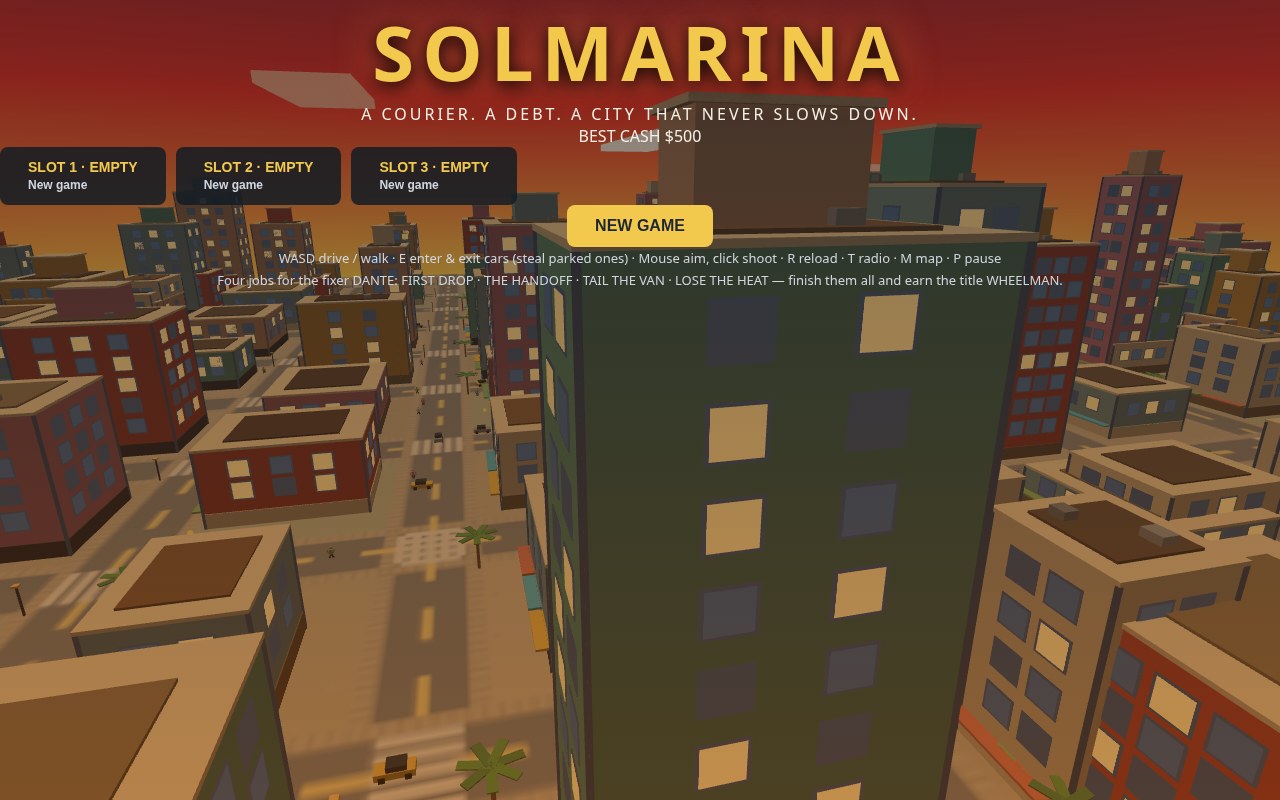 SOLMARINA
A COURIER. A DEBT. A CITY THAT NEVER SLOWS DOWN.
BEST CASH $500
SLOT 1 · EMPTY
New game
SLOT 2 · EMPTY
New game
SLOT 3 · EMPTY
New game
NEW GAME
WASD drive / walk · E enter & exit cars (steal parked ones) · Mouse aim, click shoot · R reload · T radio · M map · P pause
Four jobs for the fixer DANTE: FIRST DROP · THE HANDOFF · TAIL THE VAN · LOSE THE HEAT — finish them all and earn the title WHEELMAN.